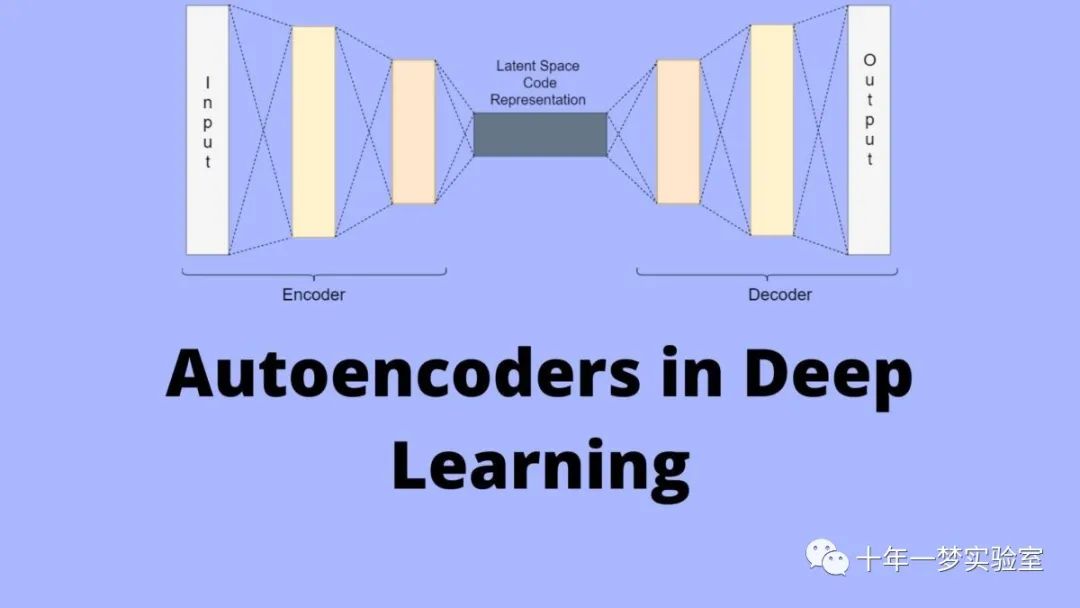 Input
Latent Space
Code
Representation
Output
Encoder
Decoder
Autoencoders in Deep
Learning
十年一梦实验室